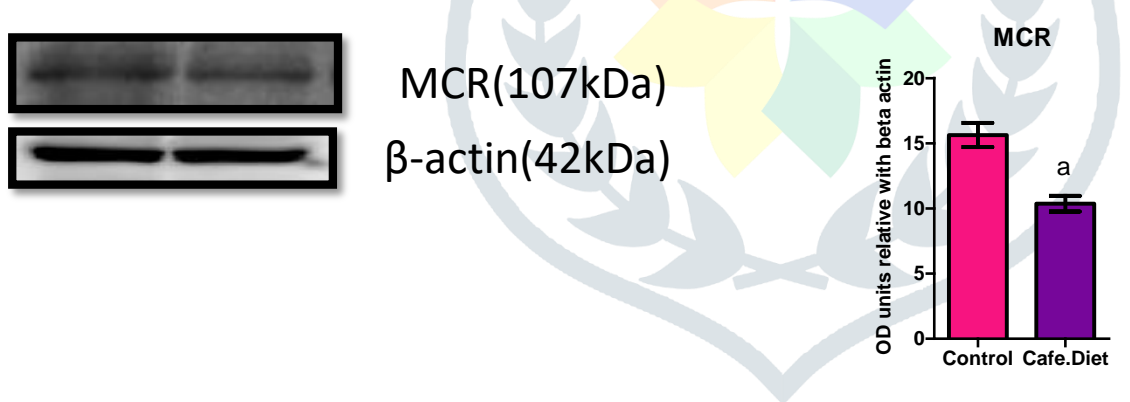 MCR(107kDa)
β-actin(42kDa)
MCR
OD units relative with beta actin
20
15
10
5
0
a
Control Cafe.Diet